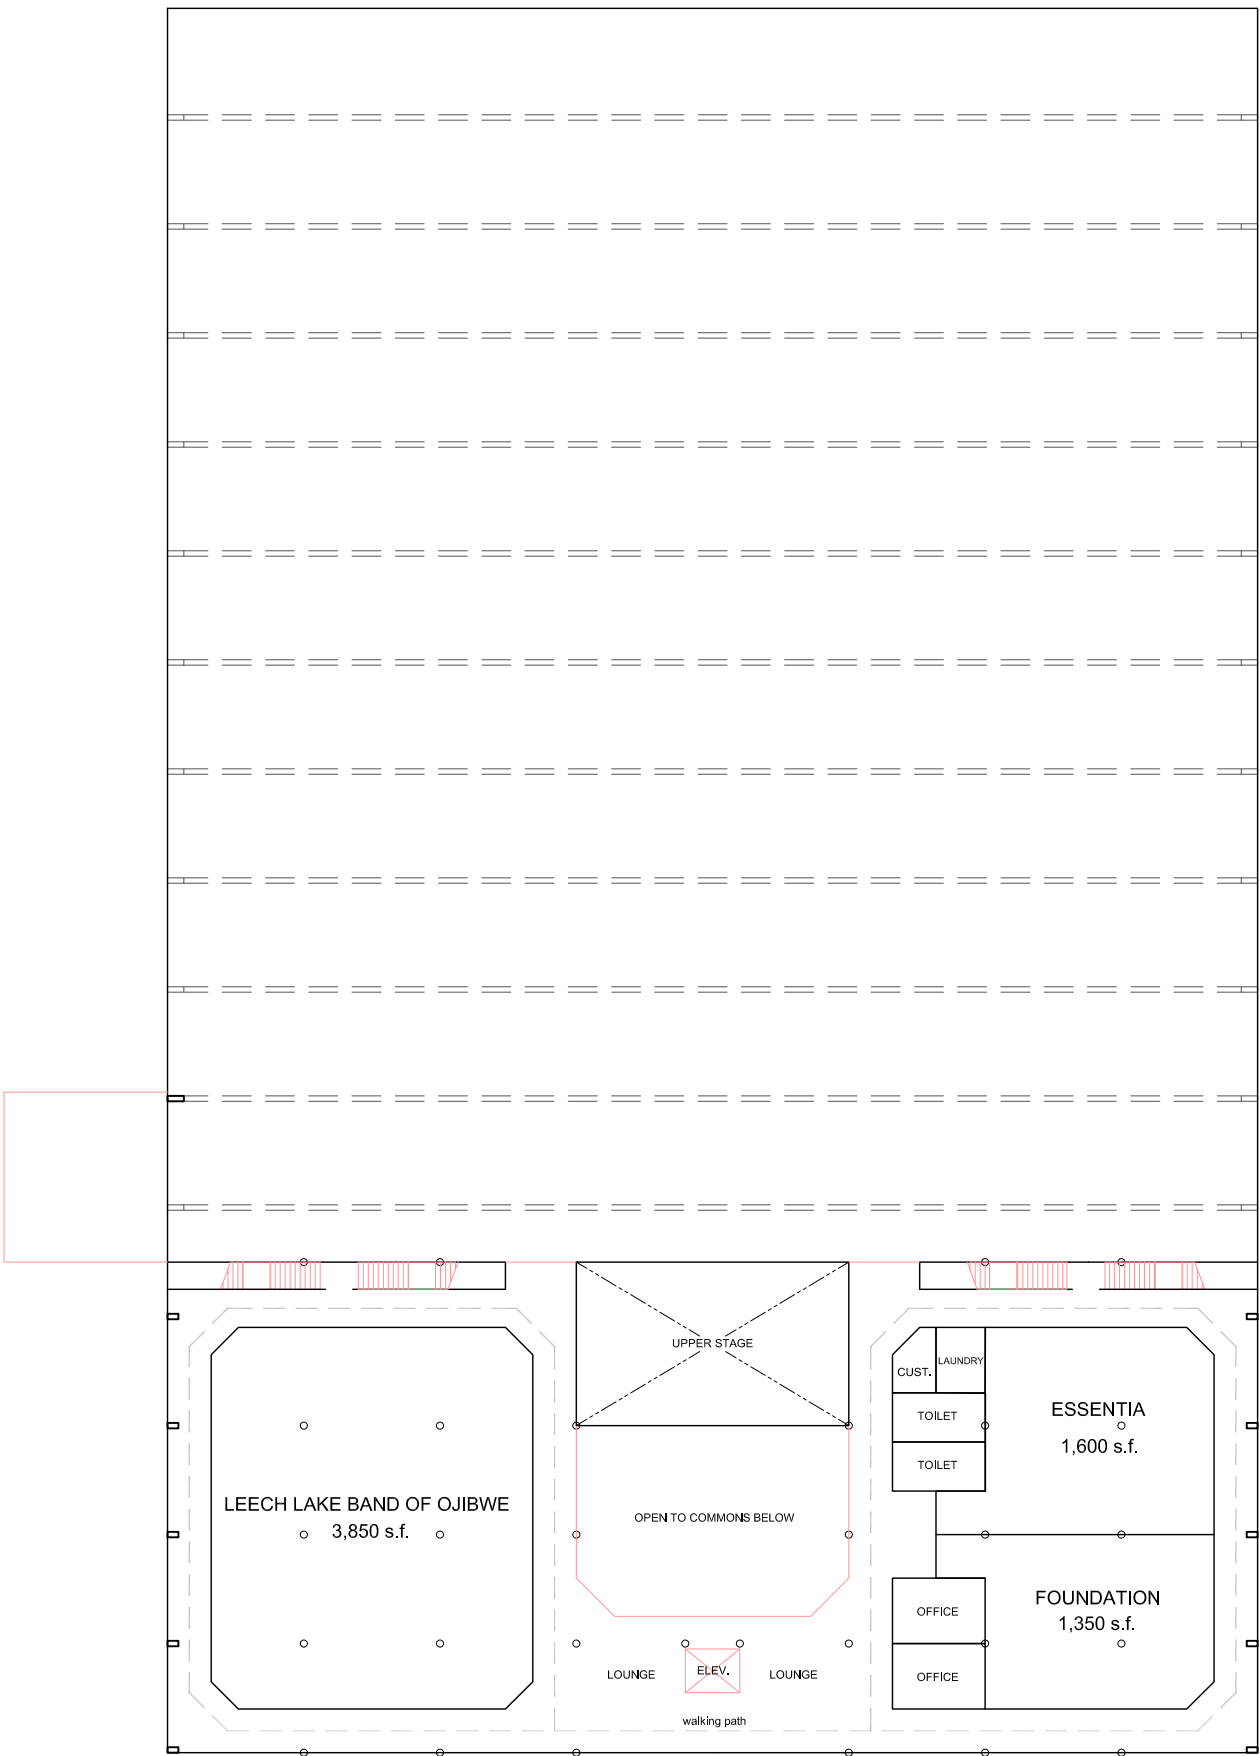 UPPER STAGE
CUST.
LAUNDRY
TOILET
TOILET
ESSENTIA
1,600 s.f.
LEECH LAKE BAND OF OJIBWE
3,850 s.f.
OPEN TO COMMONS BELOW
OFFICE
FOUNDATION
1,350 s.f.
LOUNGE
ELEV.
LOUNGE
OFFICE
walking path